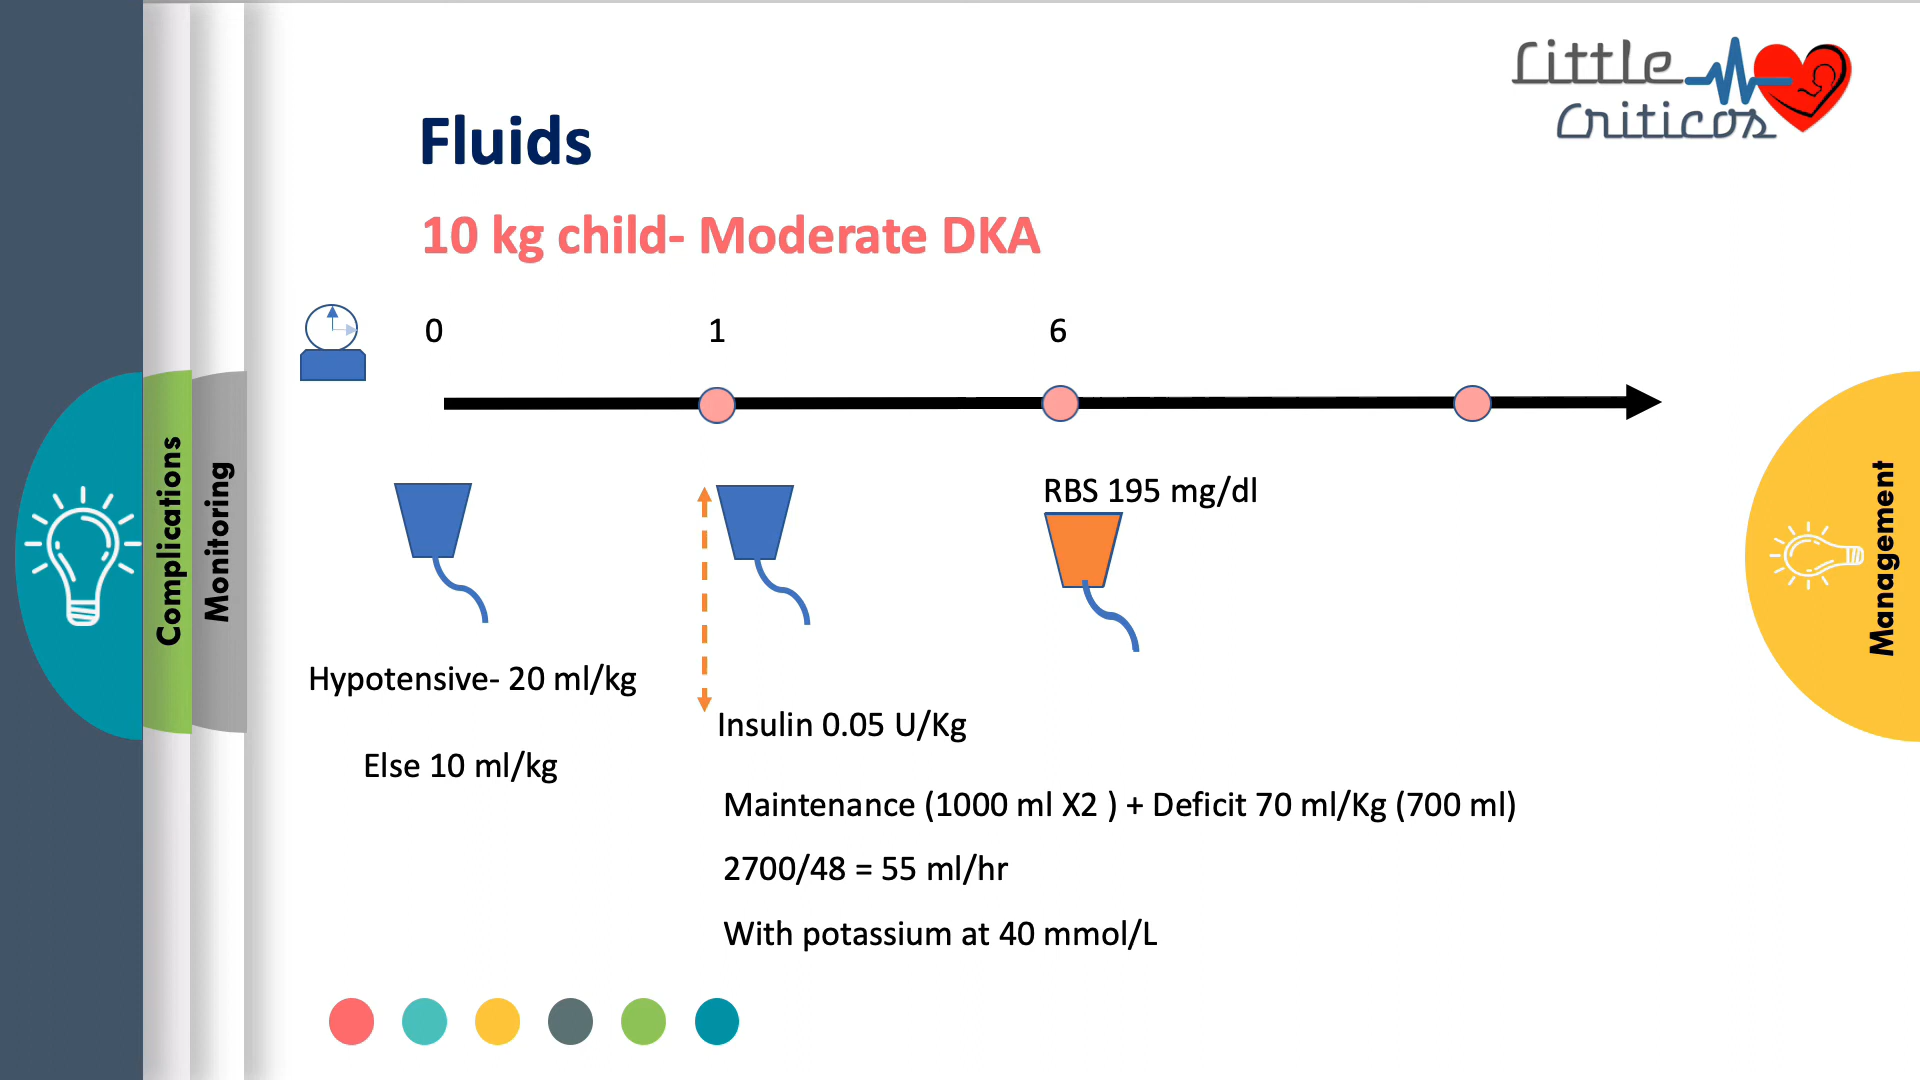 Little
Criticos
Fluids
10 kg child- Moderate DKA
0 1 6
RBS 195 mg/dl
Hypotensive- 20 ml/kg
Else 10 ml/kg
Insulin 0.05 U/Kg
Maintenance (1000 ml X2 ) + Deficit 70 ml/Kg (700 ml)
2700/48 = 55 ml/hr
With potassium at 40 mmol/L
Complications
Monitoring
Management